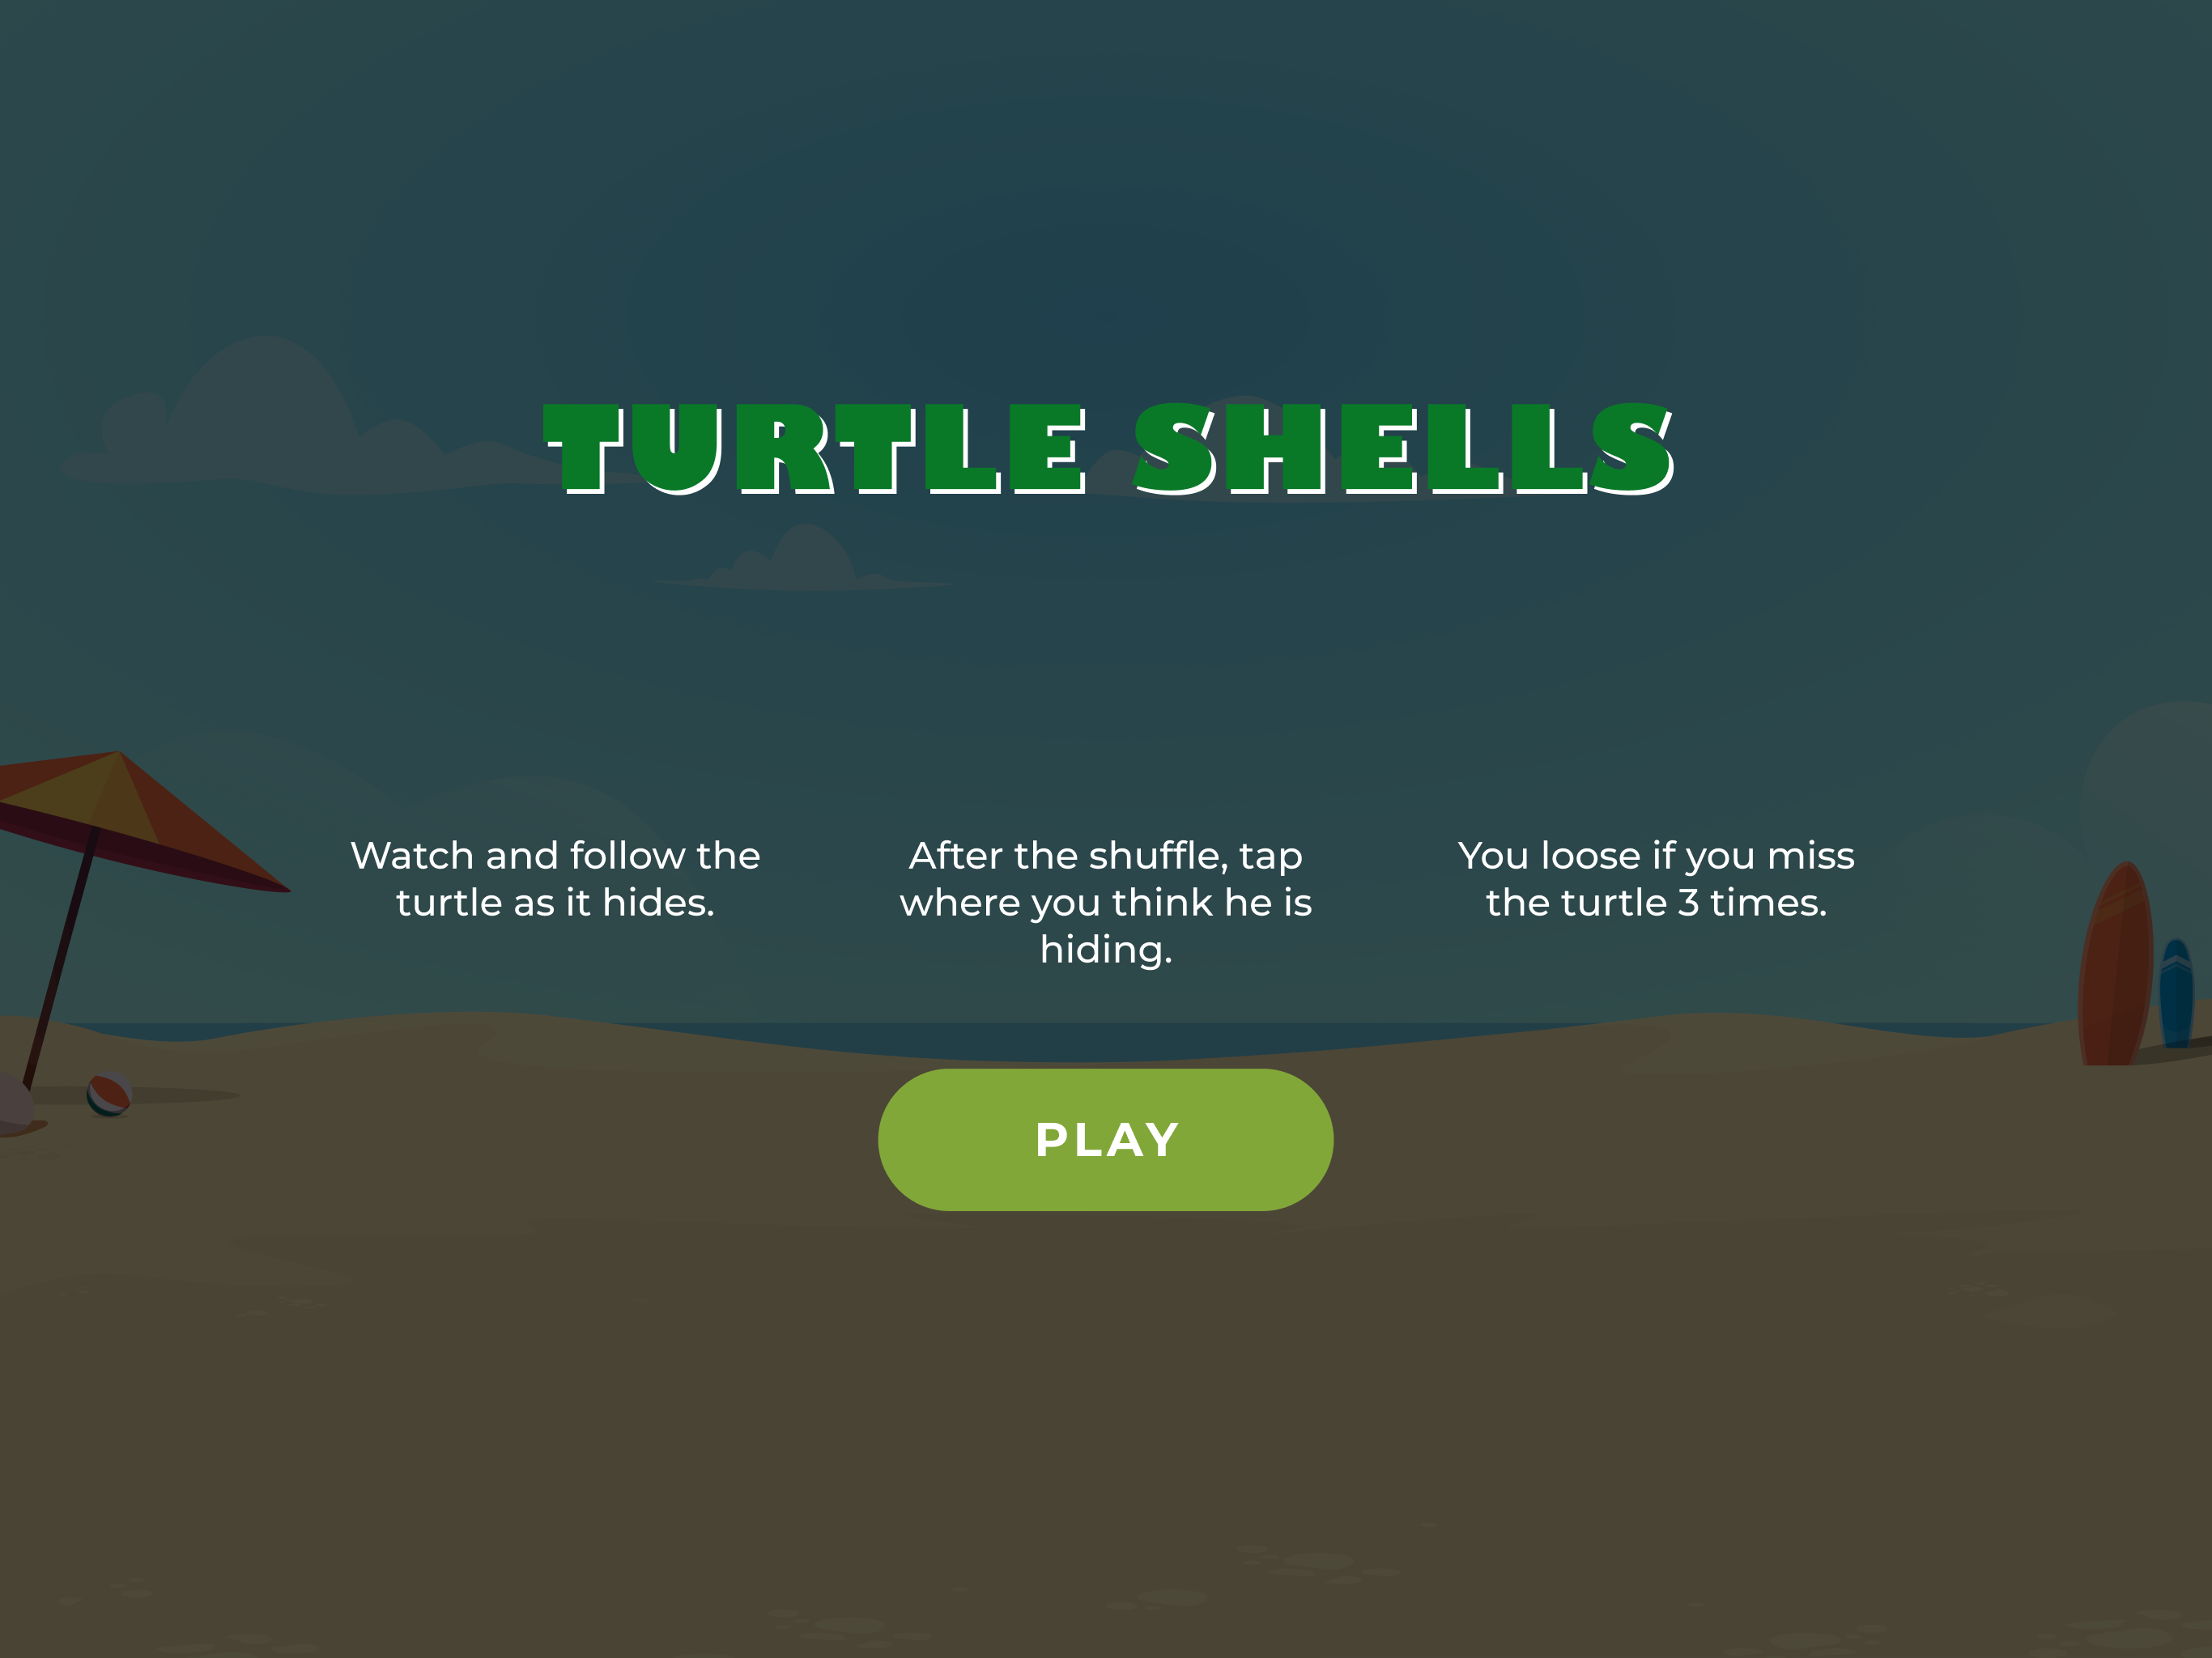 TURTLE SHELLS
Watch and follow the
turtle as it hides.
After the shuffle, tap
where you think he is
hiding.
You loose if you miss
the turtle 3 times.
PLAY